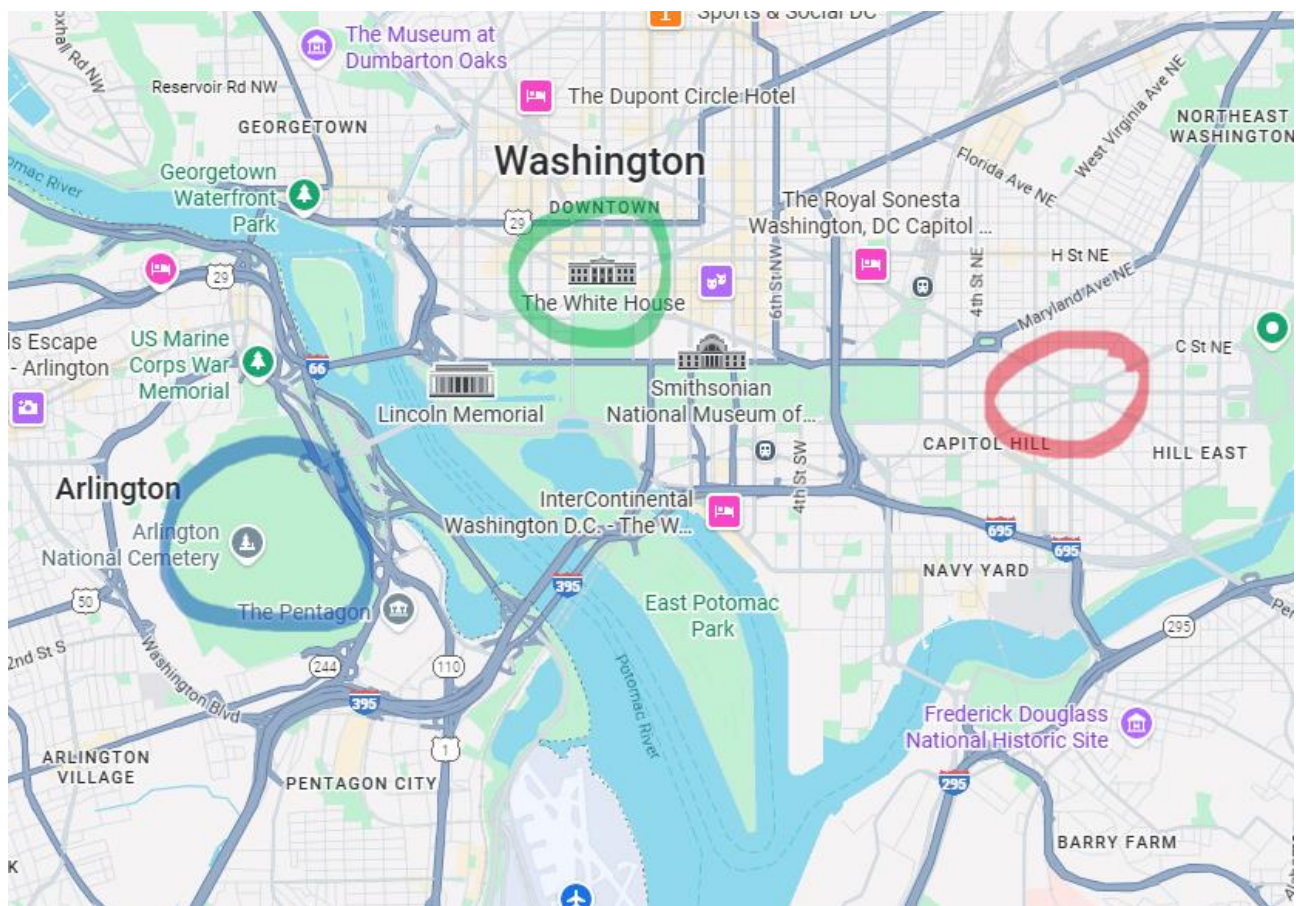 Sports & Social DC
The Museum at
Dumbarton Oaks
Reservoir Rd NW
The Dupont Circle Hotel
GEORGETOWN
West Virginia Ave NE
NORTHEAST
WASHINGTON
Washington
Florida Ave NE
Georgetown
Waterfront
Park
Potomac River
DOWNTOWN
29
The Royal Sonesta
Washington, DC Capitol ...
H St NE
29
The White House
6th St NW
4th St NE
Maryland Ave NE
ls Escape
- Arlington
US Marine
Corps War
Memorial
66
C St NE
Lincoln Memorial
Smithsonian
National Museum of...
CAPITOL HILL
HILL EAST
Arlington
4th St SW
InterContinental
Washington D.C. - The W...
Arlington
National Cemetery
695
695
395
NAVY YARD
50
The Pentagon
East Potomac
Park
295
2nd St S
244
110
Washington Blvd
395
Potomac River
Frederick Douglass
National Historic Site
1
ARLINGTON
VILLAGE
PENTAGON CITY
295
BARRY FARM
K